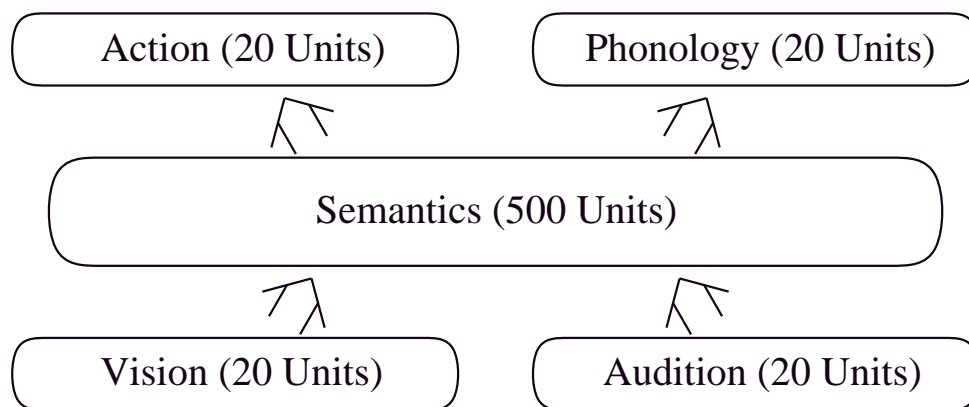 Action (20 Units)
Phonology (20 Units)
Semantics (500 Units)
Vision (20 Units)
Audition (20 Units)